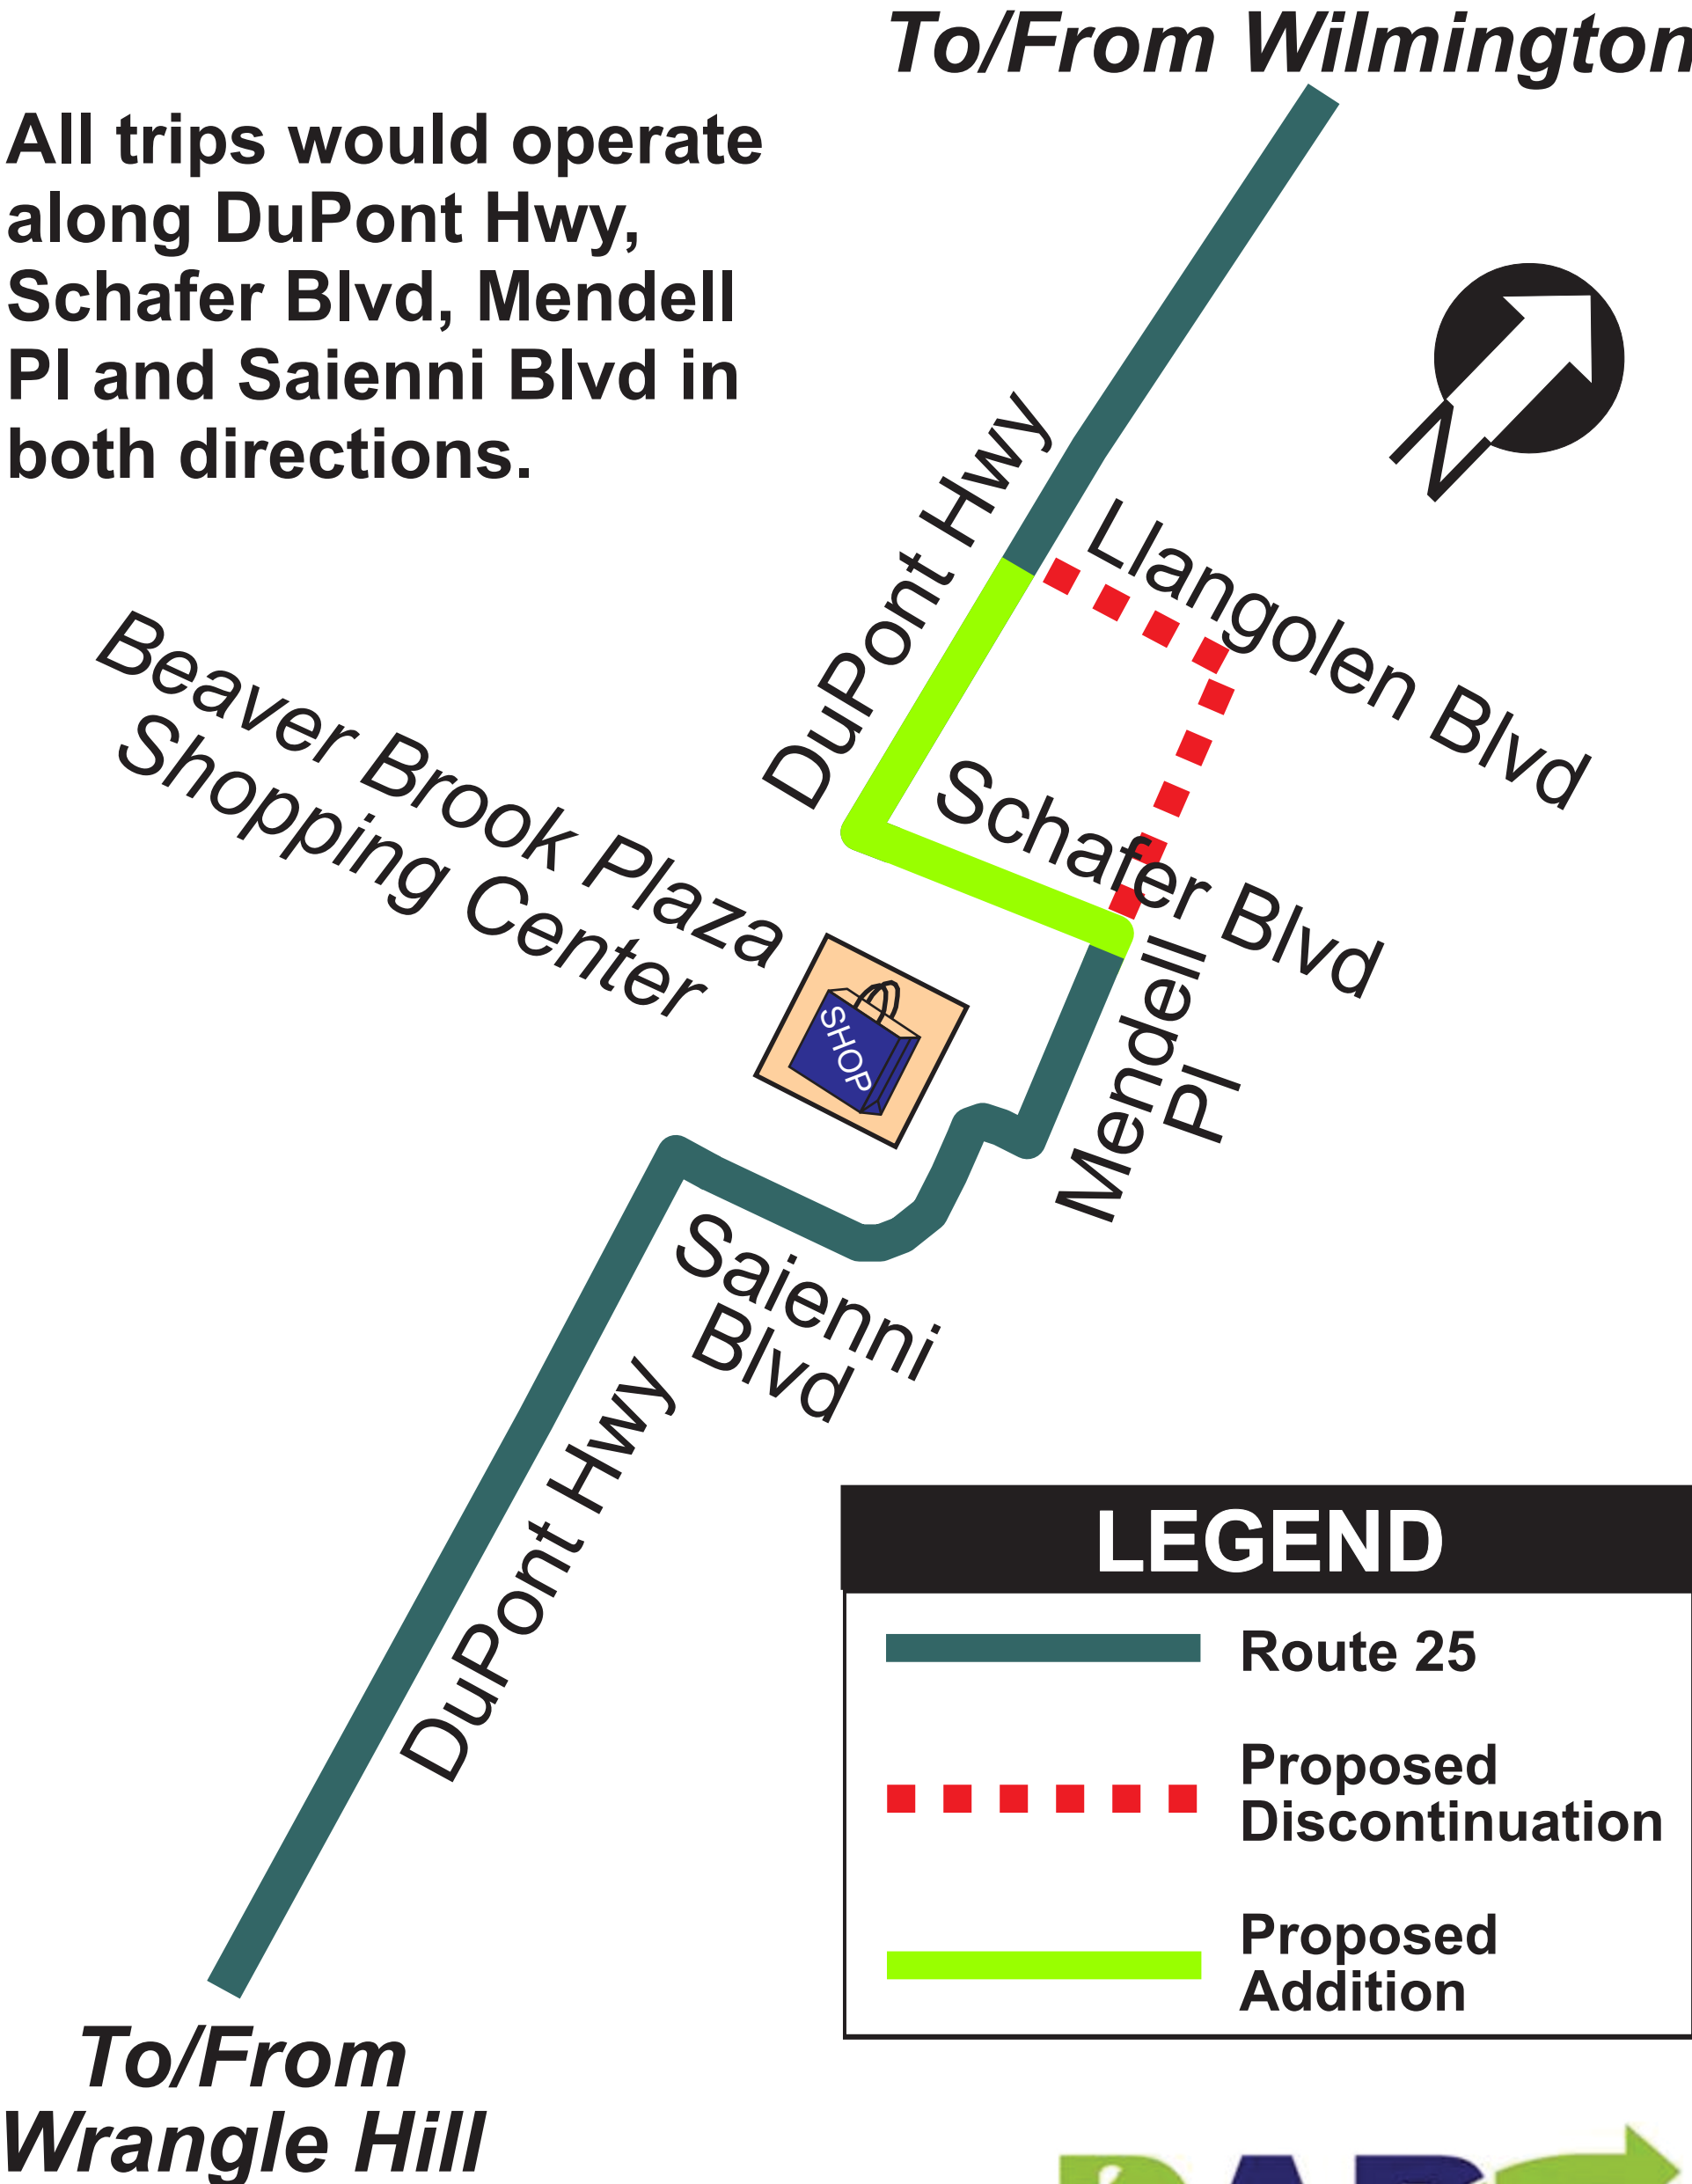 To/From Wilmington
All trips would operate
along DuPont Hwy,
Schafer Blvd, Mendell
Pl and Saienni Blvd in
both directions.
N
DuPont Hwy
Llangolen Blvd
Beaver Brook Plaza
Shopping Center
Schafer Blvd
SHOP
Mendell
Pl
Saienni
Blvd
DuPont Hwy
LEGEND
Route 25
Proposed
Discontinuation
Proposed
Addition
To/From
Wrangle Hill